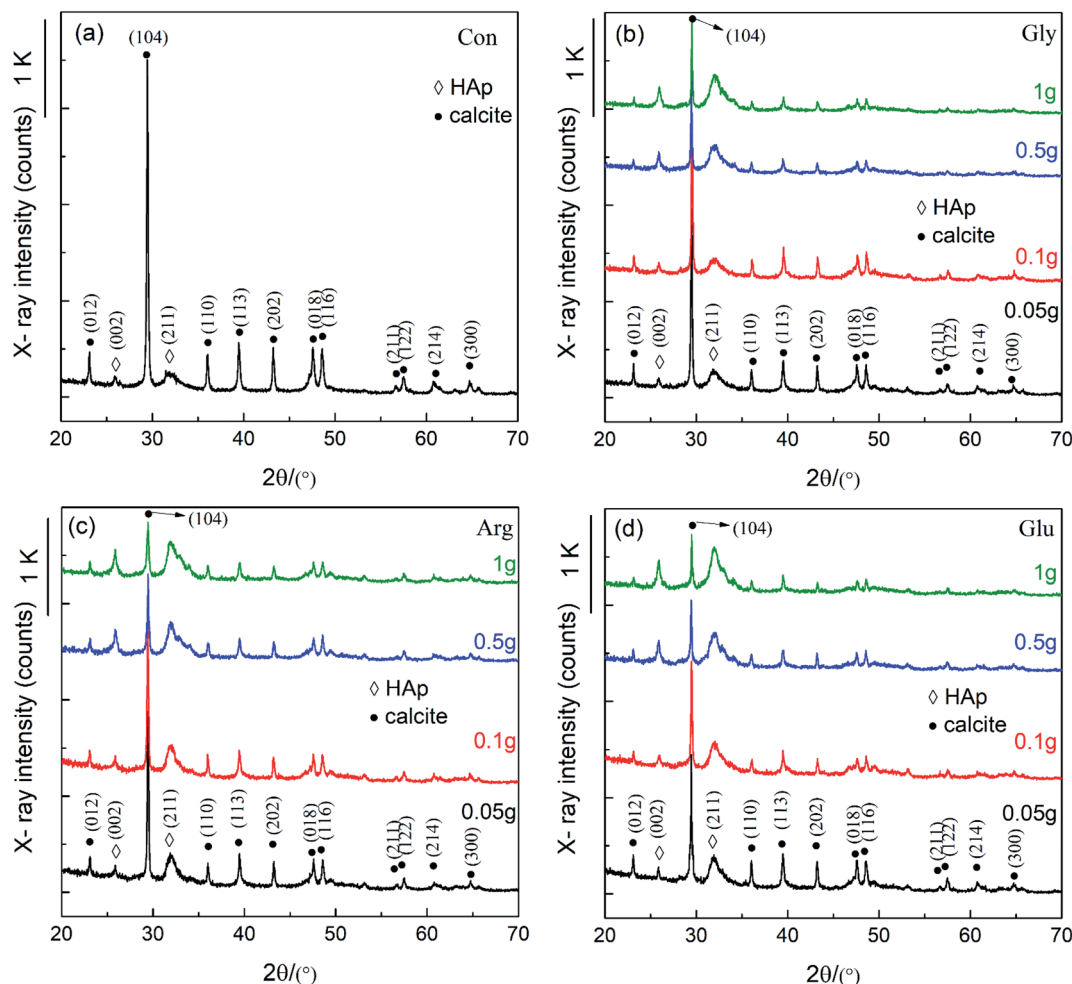 (a)
Con
(104)
◇ HAp
● calcite
1 K
X- ray intensity (counts)
(012)
(002)
(211)
(110)
(113)
(202)
(018)
(116)
(211)
(122)
(214)
(300)
20 30 40 50 60 70
2θ/(°)
(b)
Gly
(104)
1 K
X- ray intensity (counts)
1g
0.5g
◇ HAp
● calcite
0.1g
0.05g
(012)
(002)
(211)
(110)
(113)
(202)
(018)
(116)
(211)
(122)
(214)
(300)
20 30 40 50 60 70
2θ/(°)
(c)
Arg
(104)
1 K
X- ray intensity (counts)
1g
0.5g
◇ HAp
● calcite
0.1g
0.05g
(012)
(002)
(211)
(110)
(113)
(202)
(018)
(116)
(211)
(122)
(214)
(300)
20 30 40 50 60 70
2θ/(°)
(d)
Glu
(104)
1 K
X- ray intensity (counts)
1g
0.5g
◇ HAp
● calcite
0.1g
0.05g
(012)
(002)
(211)
(110)
(113)
(202)
(018)
(116)
(211)
(122)
(214)
(300)
20 30 40 50 60 70
2θ/(°)